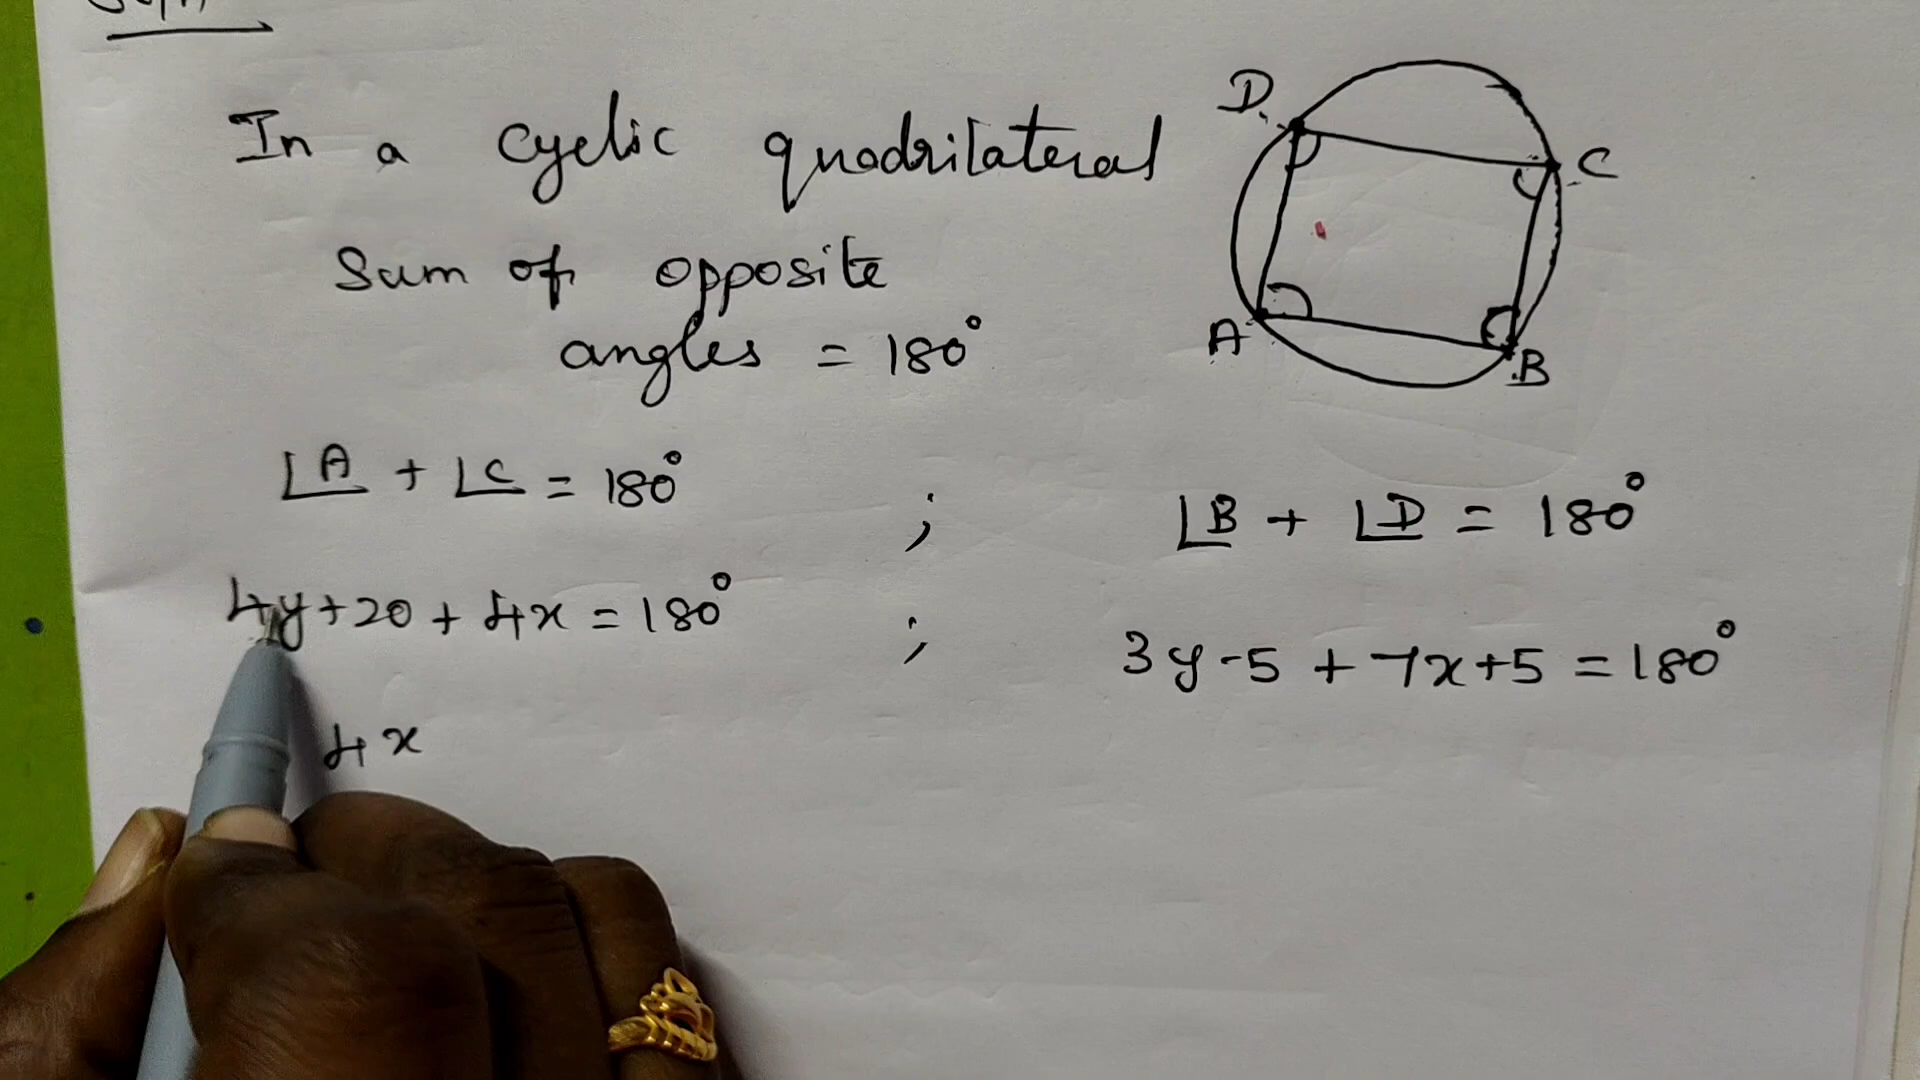 In a cyclic quadrilateral
Sum of opposite
angles = 180°
D
C
A
B
∠A + ∠C = 180° ; ∠B + ∠D = 180°
4y+20 + 4x = 180° ; 3y-5 + 7x+5 = 180°
4x